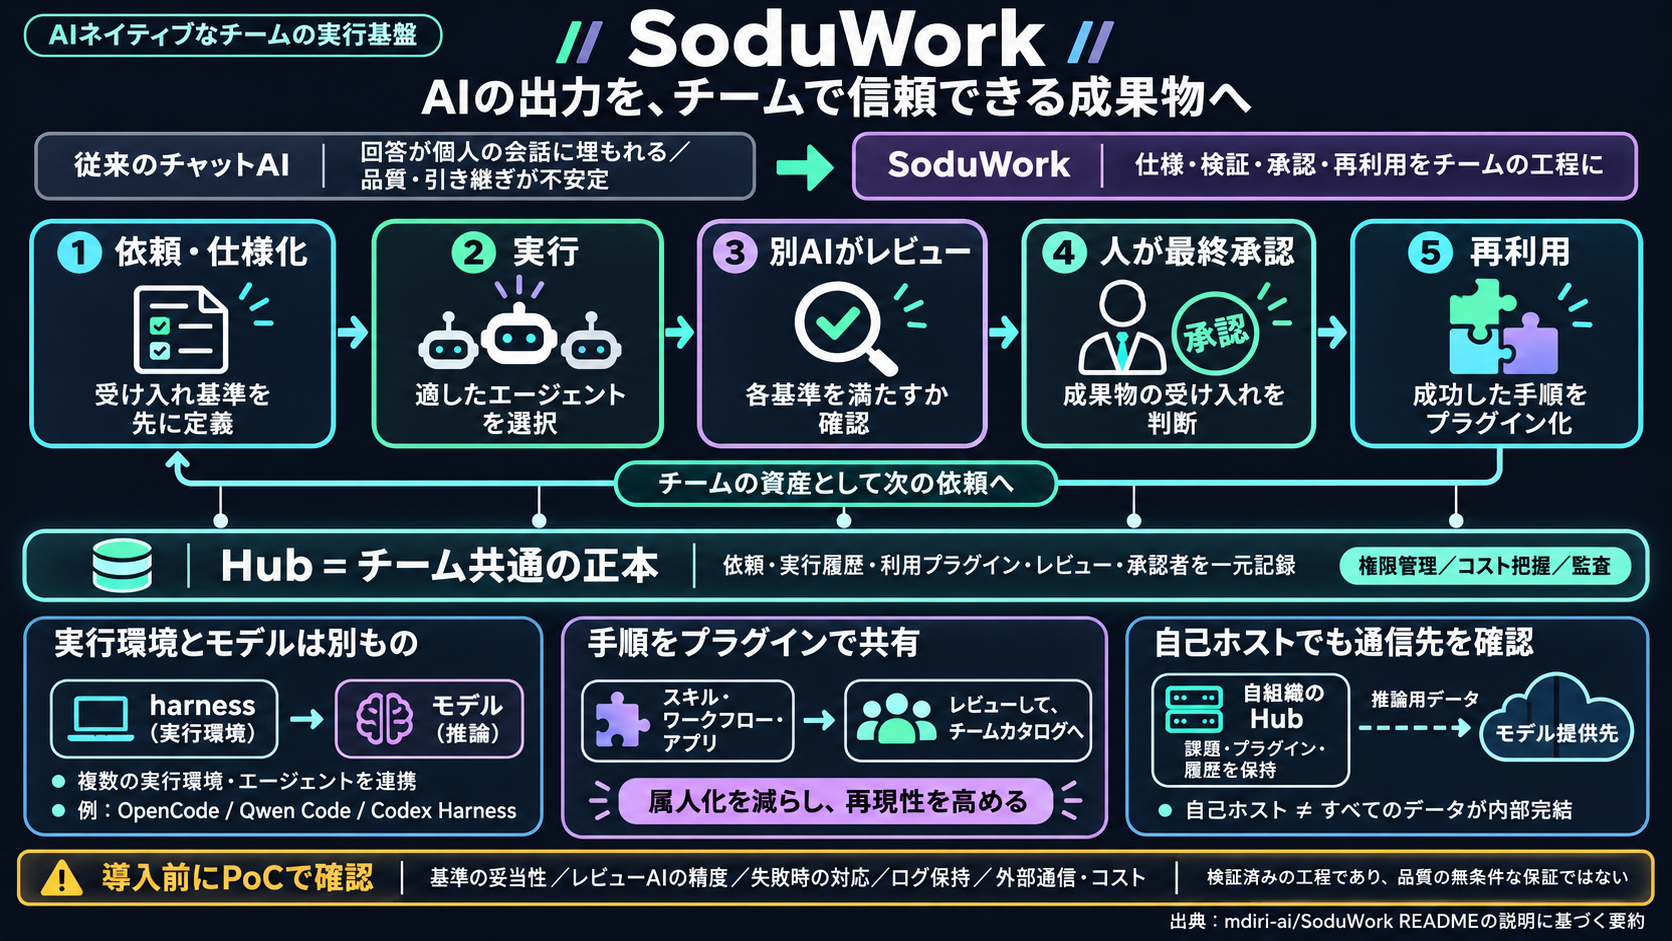 AIネイティブなチームの実行基盤
// SoduWork //
AIの出力を、チームで信頼できる成果物へ
従来のチャットAI
回答が個人の会話に埋もれる／
品質・引き継ぎが不安定
SoduWork
仕様・検証・承認・再利用をチームの工程に
1 依頼・仕様化
受け入れ基準を
先に定義
2 実行
適したエージェント
を選択
3 別AIがレビュー
各基準を満たすか
確認
4 人が最終承認
承認
成果物の受け入れを
判断
5 再利用
成功した手順を
プラグイン化
チームの資産として次の依頼へ
Hub = チーム共通の正本
依頼・実行履歴・利用プラグイン・レビュー・承認者を一元記録
権限管理／コスト把握／監査
実行環境とモデルは別もの
harness
（実行環境）
モデル
（推論）
複数の実行環境・エージェントを連携
例：OpenCode / Qwen Code / Codex Harness
手順をプラグインで共有
スキル・
ワークフロー・
アプリ
レビューして、
チームカタログへ
属人化を減らし、再現性を高める
自己ホストでも通信先を確認
自組織の
Hub
課題・プラグイン・
履歴を保持
推論用データ
モデル提供先
自己ホスト ≠ すべてのデータが内部完結
導入前にPoCで確認
基準の妥当性／レビューAIの精度／失敗時の対応／ログ保持／外部通信・コスト
検証済みの工程であり、品質の無条件な保証ではない
出典：mdiri-ai/SoduWork READMEの説明に基づく要約